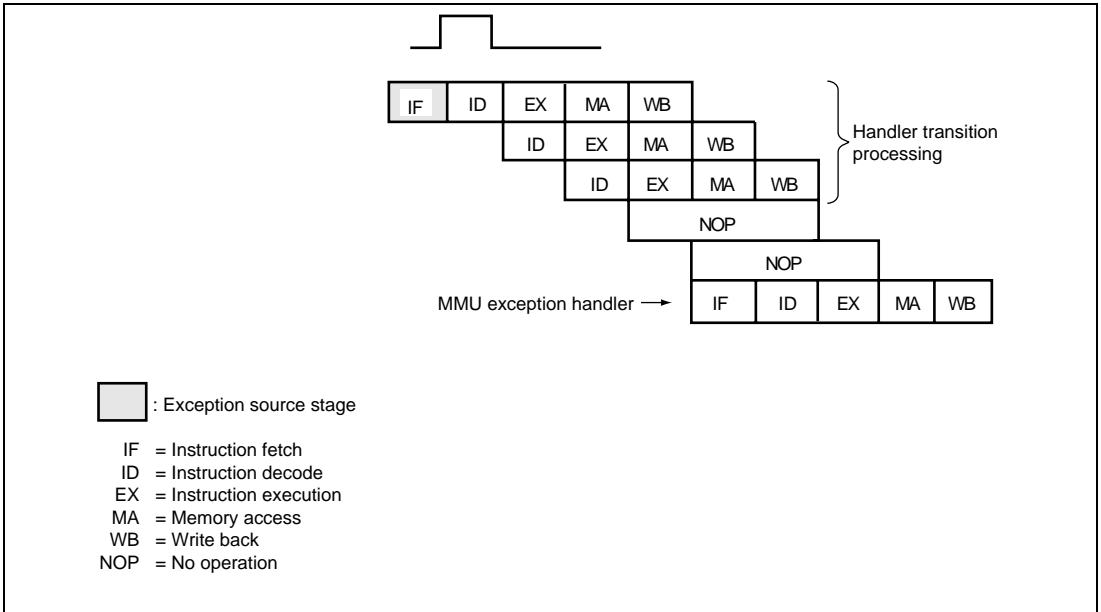 IF ID EX MA WB
ID EX MA WB
Handler transition
processing
ID EX MA WB
NOP
NOP
MMU exception handler → IF ID EX MA WB
: Exception source stage
IF = Instruction fetch
ID = Instruction decode
EX = Instruction execution
MA = Memory access
WB = Write back
NOP = No operation